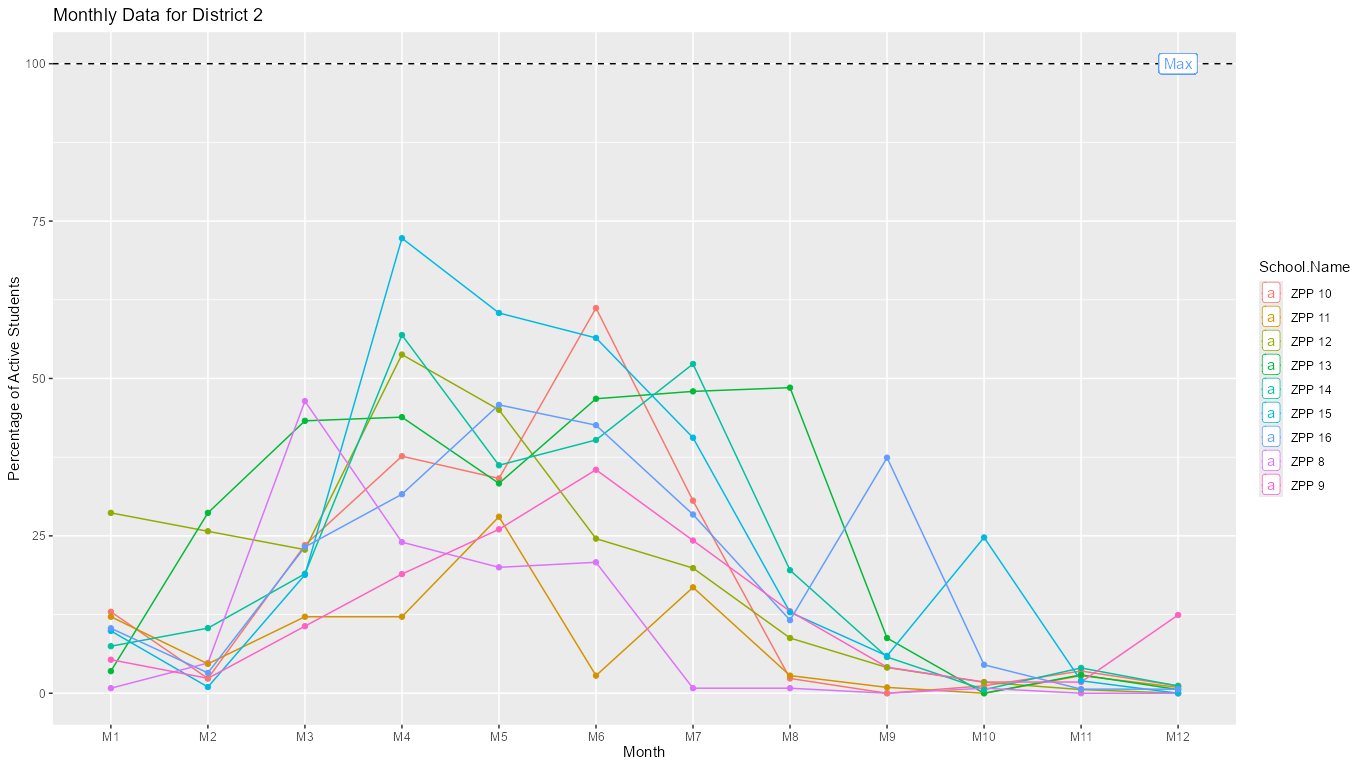 Monthly Data for District 2
100
Max
75
50
25
0
Percentage of Active Students
M1 M2 M3 M4 M5 M6 M7 M8 M9 M10 M11 M12
Month
School.Name
a ZPP 10
a ZPP 11
a ZPP 12
a ZPP 13
a ZPP 14
a ZPP 15
a ZPP 16
a ZPP 8
a ZPP 9